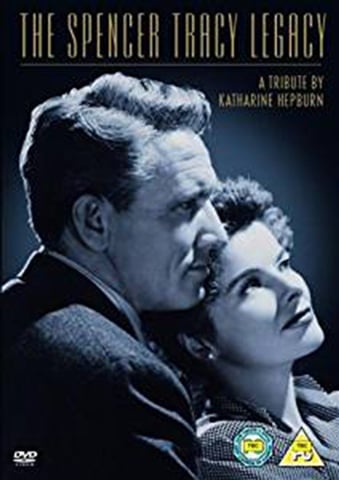 THE SPENCER TRACY LEGACY
A TRIBUTE BY
KATHARINE HEPBURN
DVD
VIDEO
PG